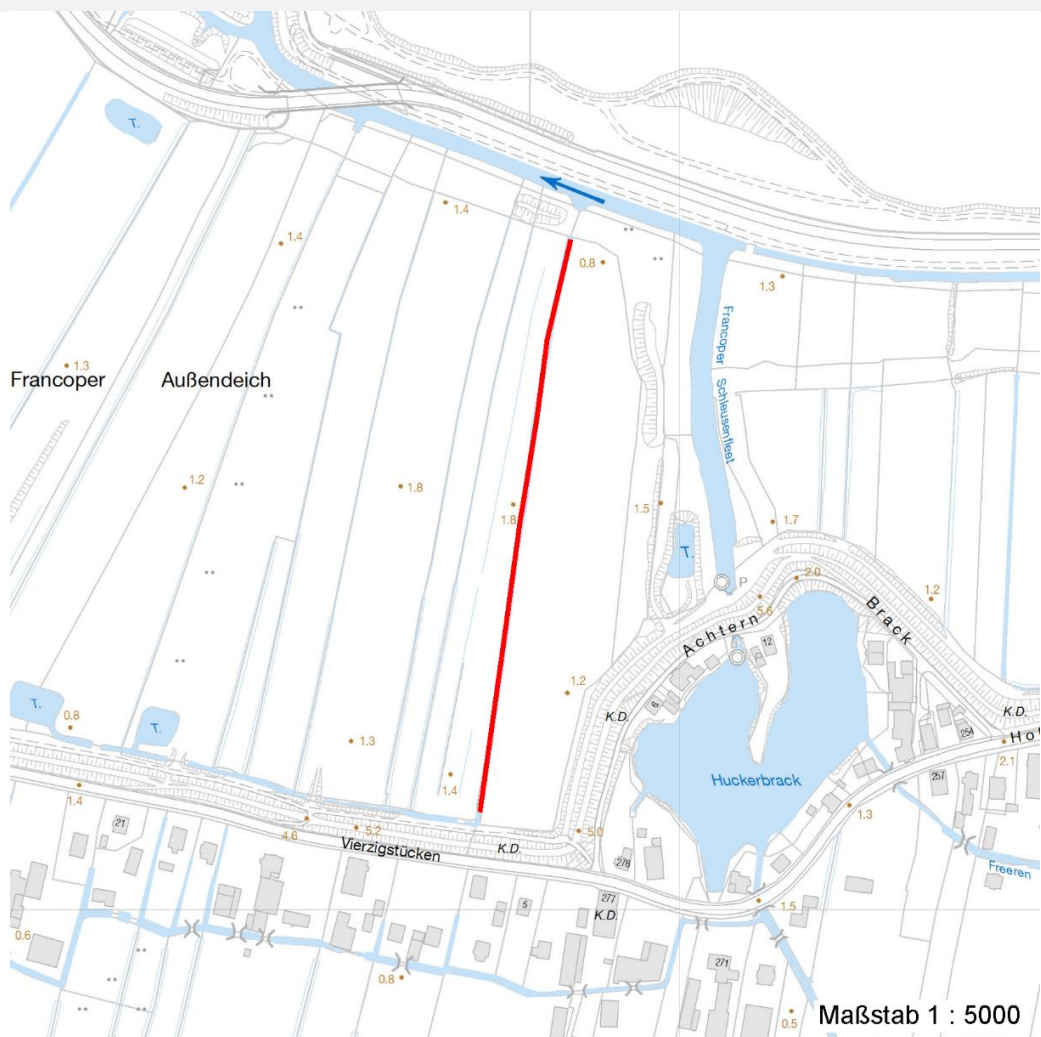 T.
1.4
1.4
0.8
1.3
1.3
Francoper
Außendeich
Francoper Schleusenfleet
1.2
1.8
1.8
1.5
T.
1.7
P
2.0
5.6
1.2
Achtern Brack
12
6
K.D.
1.2
T.
T.
0.8
1.3
1.4
K.D.
254
Hoh
2.1
Huckerbrack
257
1.4
1.3
21
4.6
5.2
5.0
Vierzigstücken
K.D.
278
Freeren
277
5
K.D.
1.5
0.6
0.8
271
0.5
Maßstab 1 : 5000